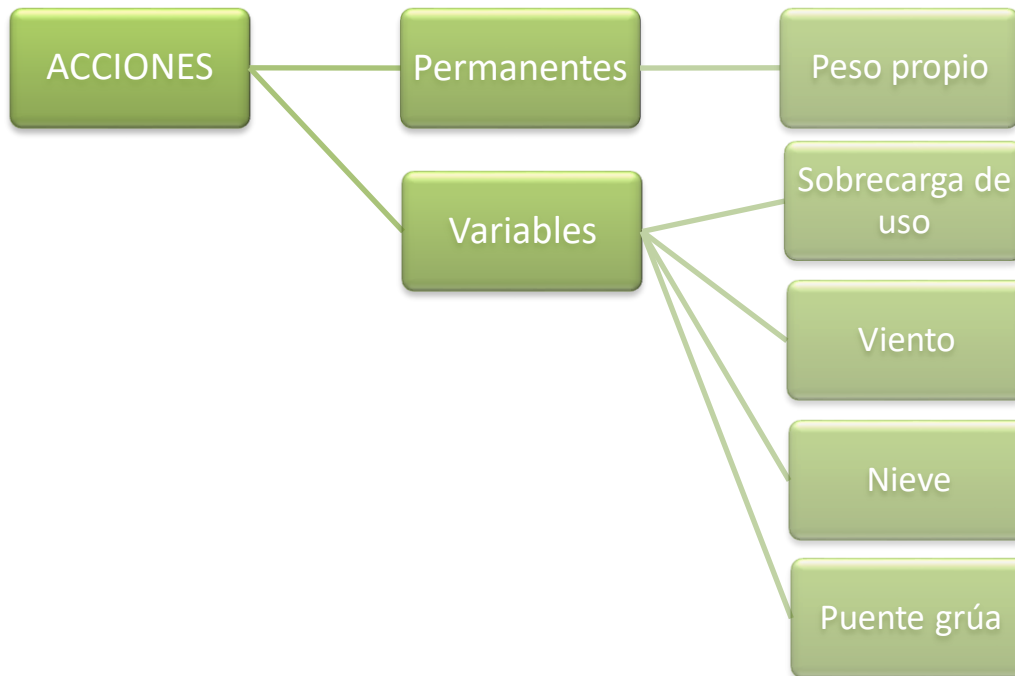 ACCIONES
Permanentes
Peso propio
Variables
Sobrecarga de
uso
Viento
Nieve
Puente grúa